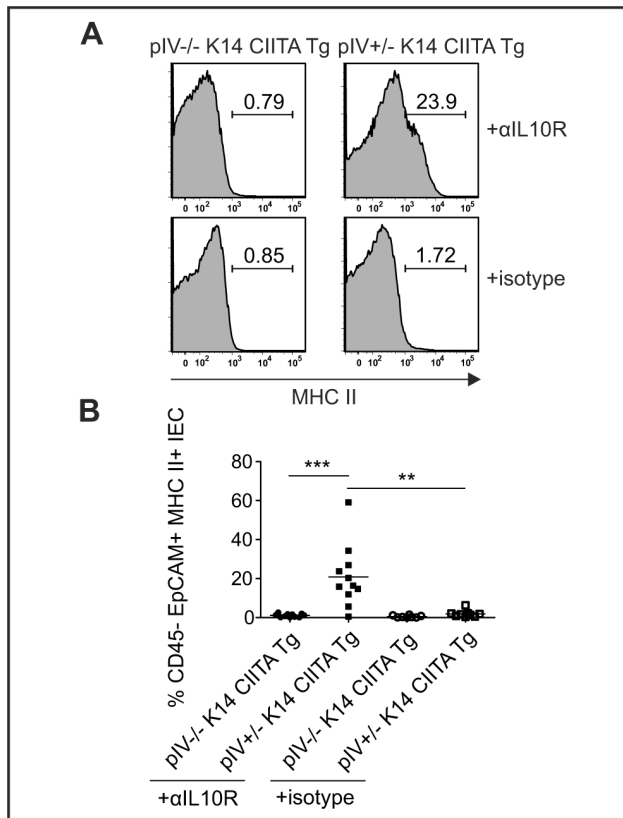 A
pIV-/- K14 CIITA Tg pIV+/- K14 CIITA Tg
0.79
23.9
+αIL10R
0 10² 10³ 10⁴ 10⁵
0 10² 10³ 10⁴ 10⁵
0.85
1.72
+isotype
0 10² 10³ 10⁴ 10⁵
0 10² 10³ 10⁴ 10⁵
MHC II
B
% CD45- EpCAM+ MHC II+ IEC
80
60
40
20
0
***
**
pIV-/- K14 CIITA Tg
pIV+/- K14 CIITA Tg
pIV-/- K14 CIITA Tg
pIV+/- K14 CIITA Tg
+αIL10R
+isotype